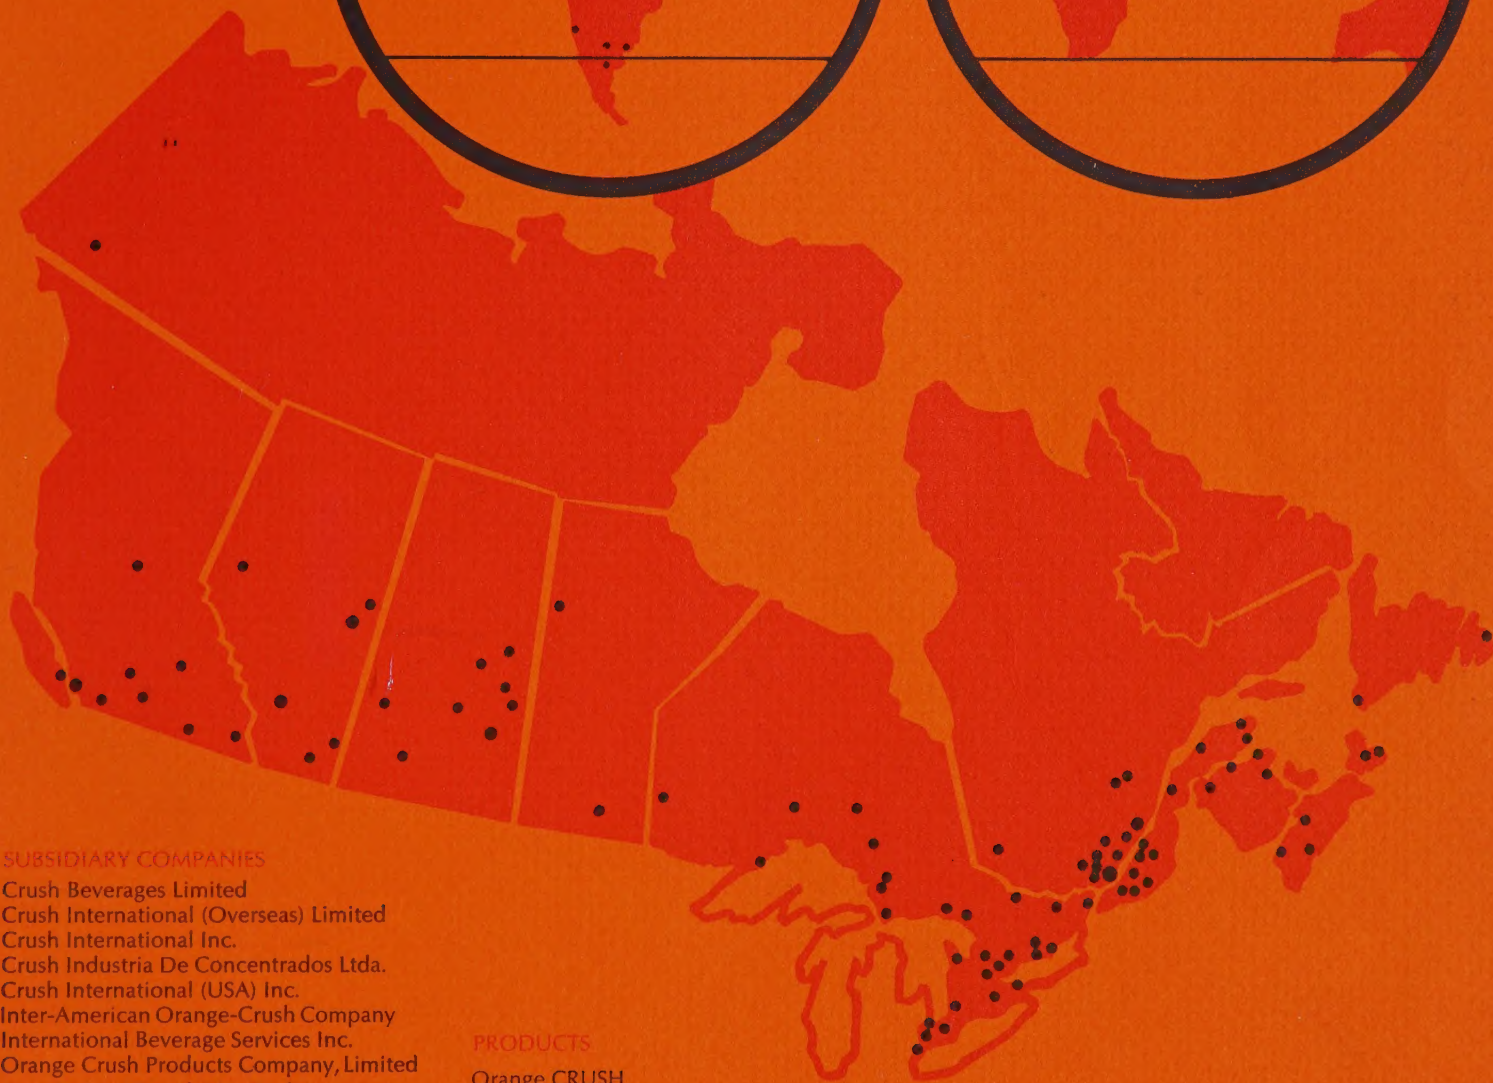 SUBSIDIARY COMPANIES
Crush Beverages Limited
Crush International (Overseas) Limited
Crush International Inc.
Crush Industria De Concentrados Ltda.
Crush International (USA) Inc.
Inter-American Orange-Crush Company
International Beverage Services Inc.
Orange Crush Products Company, Limited
PRODUCTS
Orange CRUSH